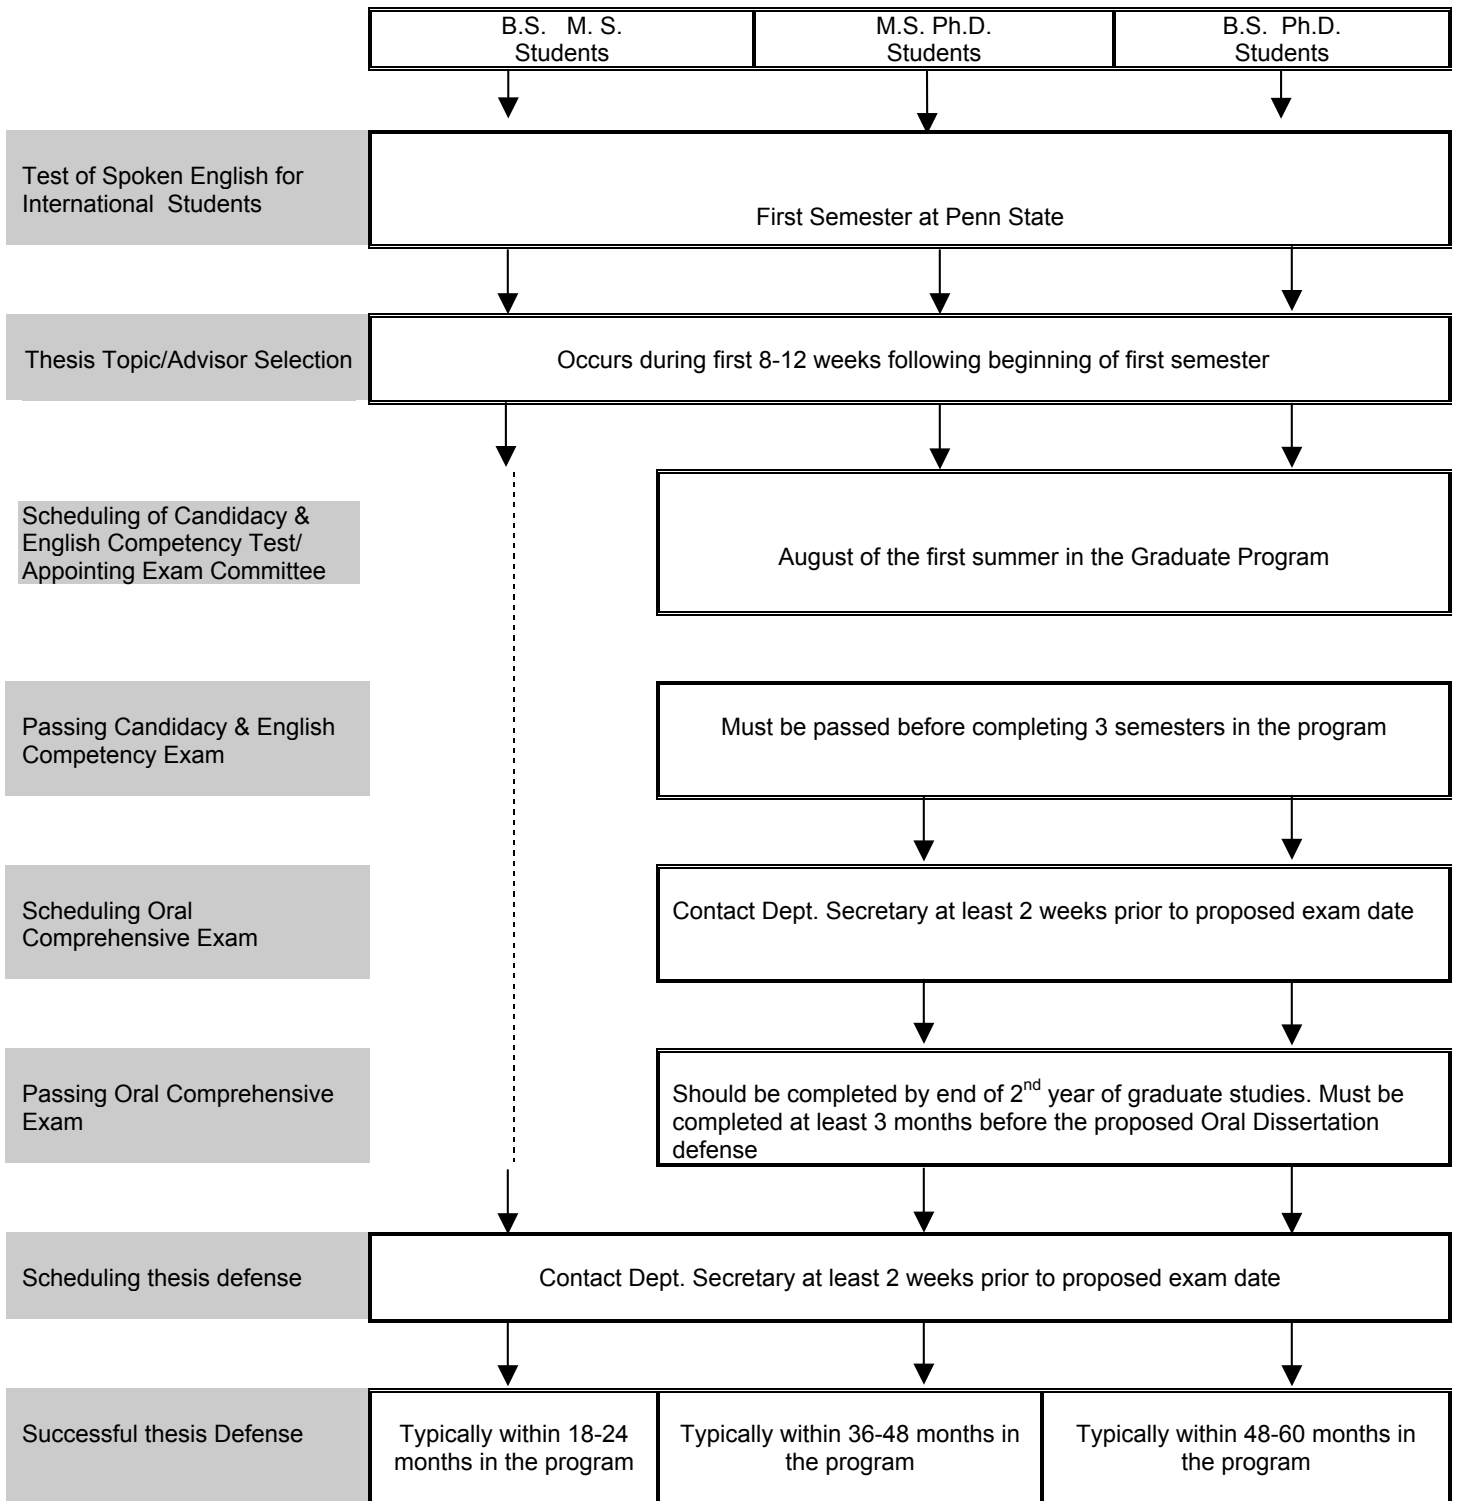 B.S. M. S.
Students
M.S. Ph.D.
Students
B.S. Ph.D.
Students
Test of Spoken English for
International Students
First Semester at Penn State
Thesis Topic/Advisor Selection
Occurs during first 8-12 weeks following beginning of first semester
Scheduling of Candidacy &
English Competency Test/
Appointing Exam Committee
August of the first summer in the Graduate Program
Passing Candidacy & English
Competency Exam
Must be passed before completing 3 semesters in the program
Scheduling Oral
Comprehensive Exam
Contact Dept. Secretary at least 2 weeks prior to proposed exam date
Passing Oral Comprehensive
Exam
Should be completed by end of 2nd year of graduate studies. Must be
completed at least 3 months before the proposed Oral Dissertation
defense
Scheduling thesis defense
Contact Dept. Secretary at least 2 weeks prior to proposed exam date
Successful thesis Defense
Typically within 18-24
months in the program
Typically within 36-48 months in
the program
Typically within 48-60 months in
the program